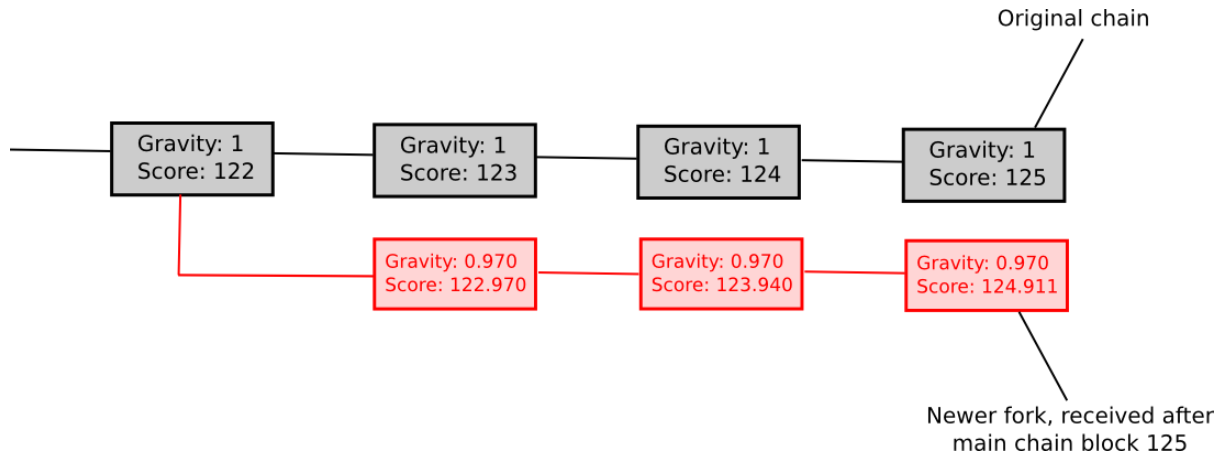 Original chain
Gravity: 1
Score: 122
Gravity: 1
Score: 123
Gravity: 1
Score: 124
Gravity: 1
Score: 125
Gravity: 0.970
Score: 122.970
Gravity: 0.970
Score: 123.940
Gravity: 0.970
Score: 124.911
Newer fork, received after
main chain block 125